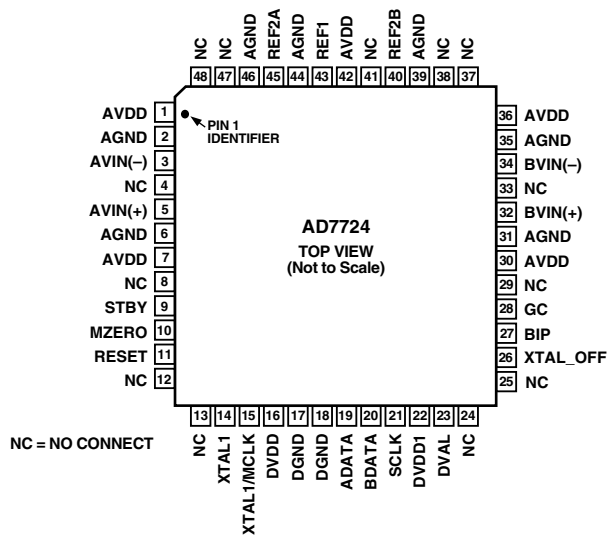 NC
NC
AGND
REF2A
AGND
REF1
AVDD
NC
REF2B
AGND
NC
NC
48 47 46 45 44 43 42 41 40 39 38 37
AVDD 1
AGND 2
AVIN(–) 3
NC 4
AVIN(+) 5
AGND 6
AVDD 7
NC 8
STBY 9
MZERO 10
RESET 11
NC 12
PIN 1
IDENTIFIER
AD7724
TOP VIEW
(Not to Scale)
36 AVDD
35 AGND
34 BVIN(–)
33 NC
32 BVIN(+)
31 AGND
30 AVDD
29 NC
28 GC
27 BIP
26 XTAL_OFF
25 NC
13 14 15 16 17 18 19 20 21 22 23 24
NC
XTAL1
XTAL1/MCLK
DVDD
DGND
DGND
ADATA
BDATA
SCLK
DVDD1
DVAL
NC
NC = NO CONNECT